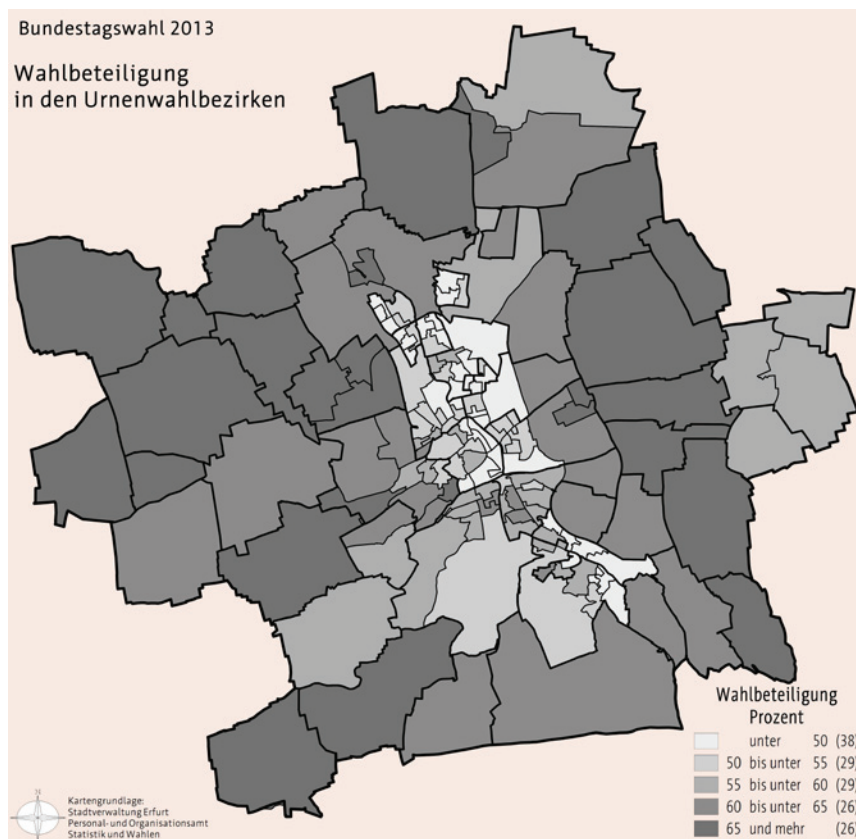 Bundestagswahl 2013
Wahlbeteiligung
in den Urnenwahlbezirken
Wahlbeteiligung
Prozent
unter 50 (38)
50 bis unter 55 (29)
55 bis unter 60 (29)
60 bis unter 65 (26)
65 und mehr (26)
N
Kartengrundlage:
Stadtverwaltung Erfurt
Personal- und Organisationsamt
Statistik und Wahlen